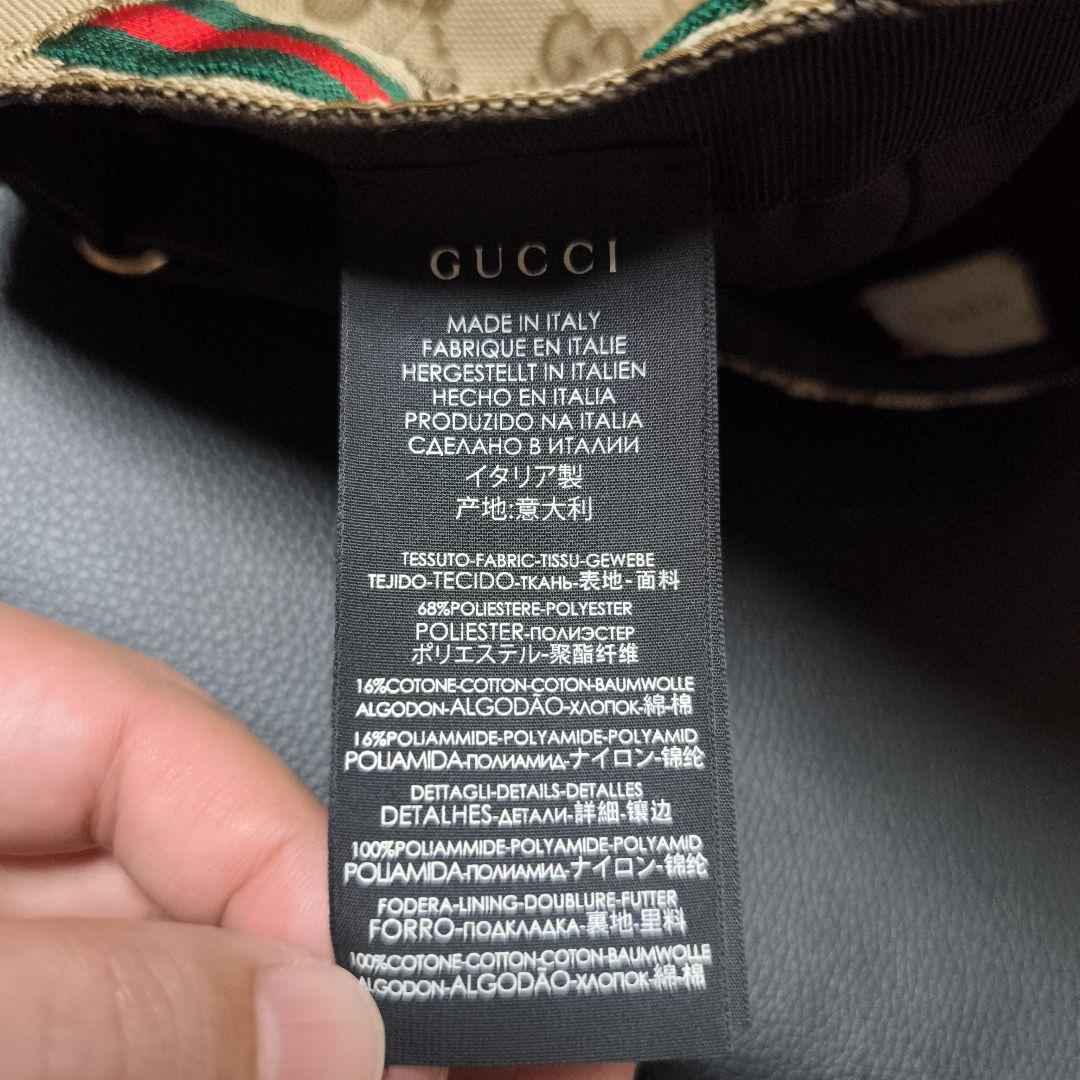 GUCCI
MADE IN ITALY
FABRIQUE EN ITALIE
HERGESTELLT IN ITALIEN
HECHO EN ITALIA
PRODUZIDO NA ITALIA
СДЕЛАНО В ИТАЛИИ
イタリア製
产地:意大利
TESSUTO-FABRIC-TISSU-GEWEBE
TEJIDO-TECIDO-ТКАНЬ-表地-面料
68%POLIESTERE-POLYESTER
POLIESTER-ПОЛИЭСТЕР
ポリエステル-聚酯纤维
16%COTONE-COTTON-COTON-BAUMWOLLE
ALGODON-ALGODÃO-ХЛОПОК-綿-棉
16%POLIAMMIDE-POLYAMIDE-POLYAMID
POLIAMIDA-ПОЛИАМИД-ナイロン-锦纶
DETTAGLI-DETAILS-DETALLES
DETALHES-ДЕТАЛИ-詳細-镶边
100%POLIAMMIDE-POLYAMIDE-POLYAMID
POLIAMIDA-ПОЛИАМИД-ナイロン-锦纶
FODERA-LINING-DOUBLURE-FUTTER
FORRO-ПОДКЛАДКА-裏地-里料
100%COTONE-COTTON-COTON-BAUMWOLLE
ALGODON-ALGODÃO-ХЛОПОК-綿-棉